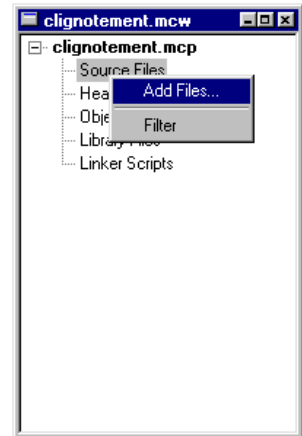 clignotement.mcw
clignotement.mcp
Source Files
Add Files...
Filter
Linker Scripts